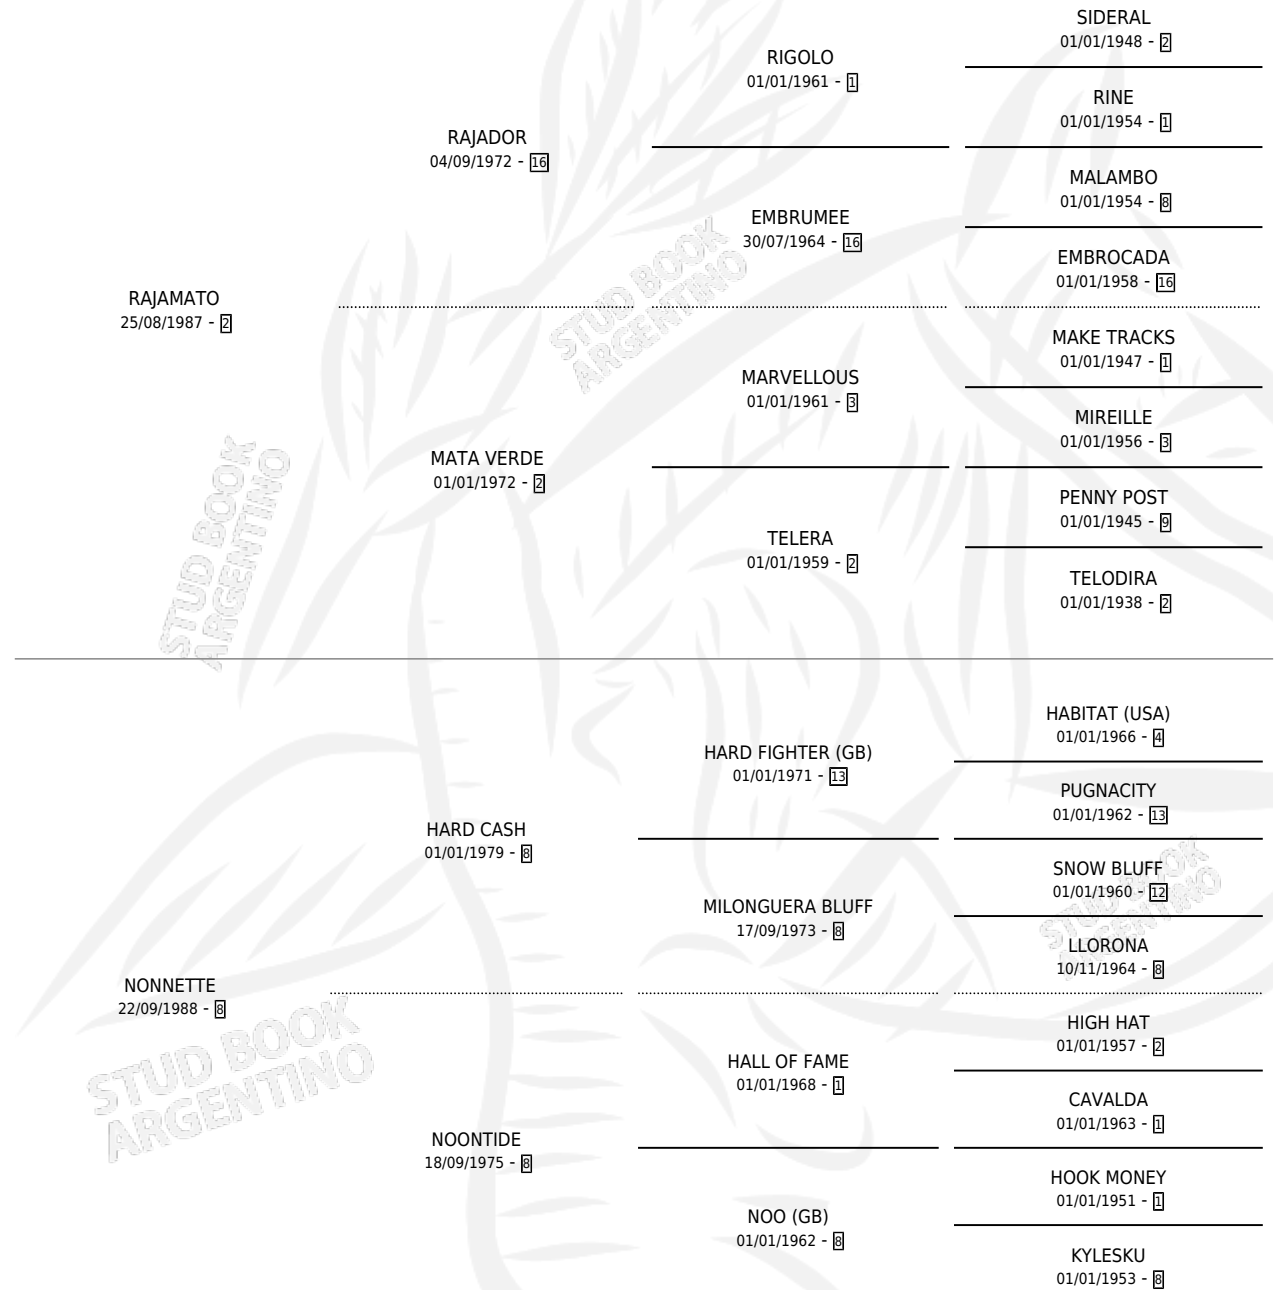 SIDERAL
01/01/1948 - 2
RIGOLO
01/01/1961 - 1
RINE
01/01/1954 - 1
RAJADOR
04/09/1972 - 16
MALAMBO
01/01/1954 - 8
EMBRUMEE
30/07/1964 - 16
EMBROCADA
01/01/1958 - 16
RAJAMATO
25/08/1987 - 2
MAKE TRACKS
01/01/1947 - 1
MARVELLOUS
01/01/1961 - 3
MIREILLE
01/01/1956 - 3
MATA VERDE
01/01/1972 - 2
PENNY POST
01/01/1945 - 9
TELERA
01/01/1959 - 2
TELODIRA
01/01/1938 - 2
STUD BOOK
ARGENTINO
STUD BOOK
ARGENTINO
HABITAT (USA)
01/01/1966 - 4
HARD FIGHTER (GB)
01/01/1971 - 13
PUGNACITY
01/01/1962 - 13
HARD CASH
01/01/1979 - 8
SNOW BLUFF
01/01/1960 - 12
MILONGUERA BLUFF
17/09/1973 - 8
LLORONA
10/11/1964 - 8
NONNETTE
22/09/1988 - 8
HIGH HAT
01/01/1957 - 2
HALL OF FAME
01/01/1968 - 1
CAVALDA
01/01/1963 - 1
NOONTIDE
18/09/1975 - 8
HOOK MONEY
01/01/1951 - 1
NOO (GB)
01/01/1962 - 8
KYLESKU
01/01/1953 - 8
STUD BOOK
ARGENTINO
STUD BOOK
ARGENTINO